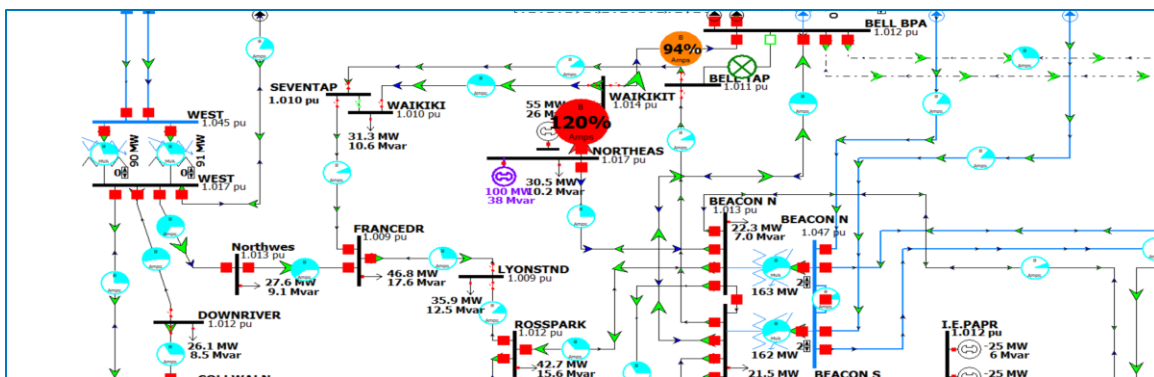 BELL BPA
1.012 pu
B
94%
Amps
BELL TAP
1.011 pu
SEVENTAP
1.010 pu
WAIKIKI
1.010 pu
31.3 MW
10.6 Mvar
WAIKIKIT
1.014 pu
55 MW
B
120%
Amps
NORTHEAS
1.017 pu
100 MW
38 Mvar
30.5 MW
10.2 Mvar
WEST
1.045 pu
90 MW
91 MW
0
0
MVA
MVA
WEST
1.017 pu
Northwes
1.013 pu
27.6 MW
9.1 Mvar
FRANCEDR
1.009 pu
46.8 MW
17.6 Mvar
LYONSTND
1.009 pu
35.9 MW
12.5 Mvar
DOWNRIVER
1.012 pu
26.1 MW
8.5 Mvar
ROSSPARK
1.012 pu
42.7 MW
15.6 Mvar
BEACON N
1.013 pu
22.3 MW
7.0 Mvar
BEACON N
1.047 pu
163 MW
2
162 MW
2
21.5 MW
BEACON S
I.E.PAPR
1.012 pu
-25 MW
6 Mvar
-25 MW